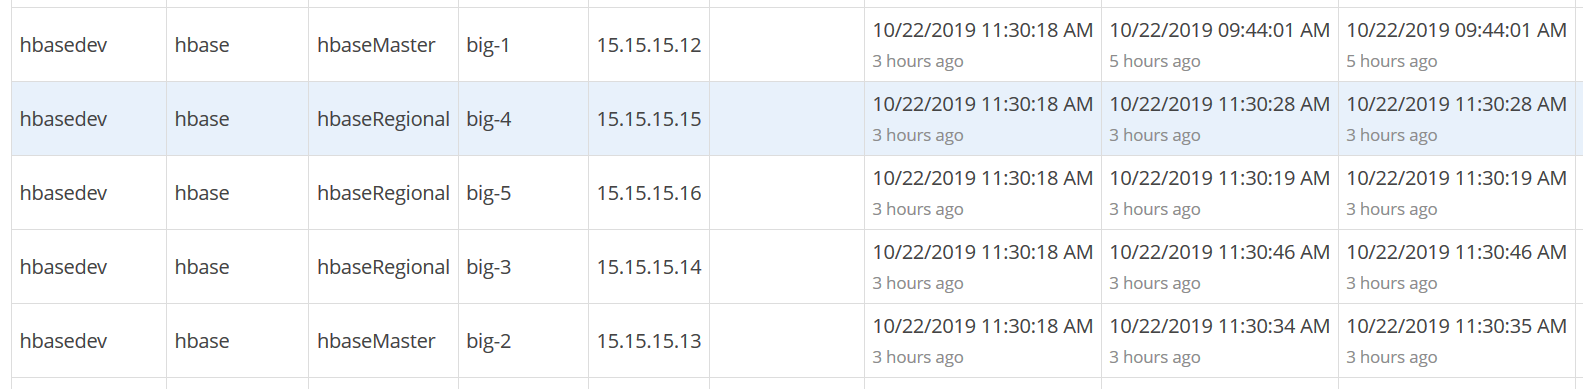 hbasedev hbase hbaseMaster big-1 15.15.15.12 10/22/2019 11:30:18 AM 10/22/2019 09:44:01 AM 10/22/2019 09:44:01 AM
3 hours ago 5 hours ago 5 hours ago
hbasedev hbase hbaseRegional big-4 15.15.15.15 10/22/2019 11:30:18 AM 10/22/2019 11:30:28 AM 10/22/2019 11:30:28 AM
3 hours ago 3 hours ago 3 hours ago
hbasedev hbase hbaseRegional big-5 15.15.15.16 10/22/2019 11:30:18 AM 10/22/2019 11:30:19 AM 10/22/2019 11:30:19 AM
3 hours ago 3 hours ago 3 hours ago
hbasedev hbase hbaseRegional big-3 15.15.15.14 10/22/2019 11:30:18 AM 10/22/2019 11:30:46 AM 10/22/2019 11:30:46 AM
3 hours ago 3 hours ago 3 hours ago
hbasedev hbase hbaseMaster big-2 15.15.15.13 10/22/2019 11:30:18 AM 10/22/2019 11:30:34 AM 10/22/2019 11:30:35 AM
3 hours ago 3 hours ago 3 hours ago